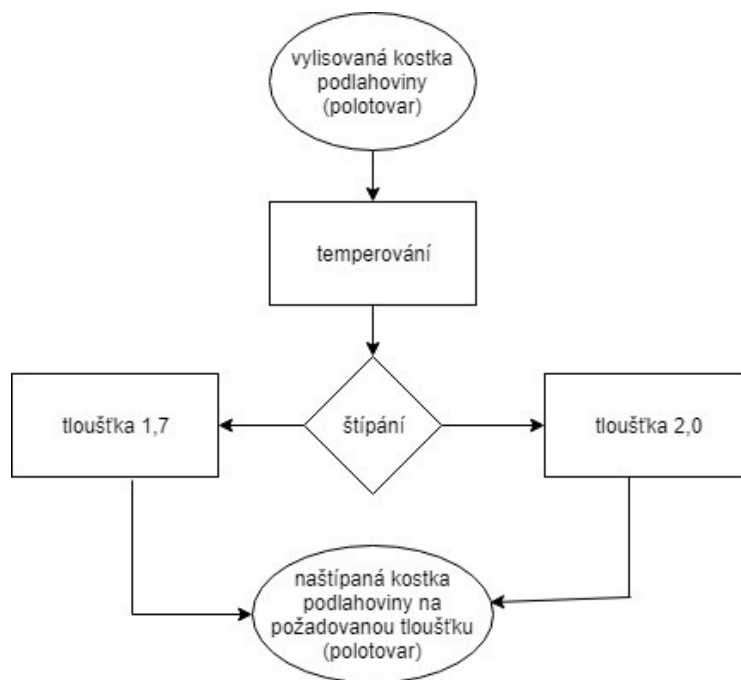 vylisovaná kostka
podlahoviny
(polotovar)
temperování
tloušťka 1,7
štípání
tloušťka 2,0
naštípaná kostka
podlahoviny na
požadovanou tloušťku
(polotovar)